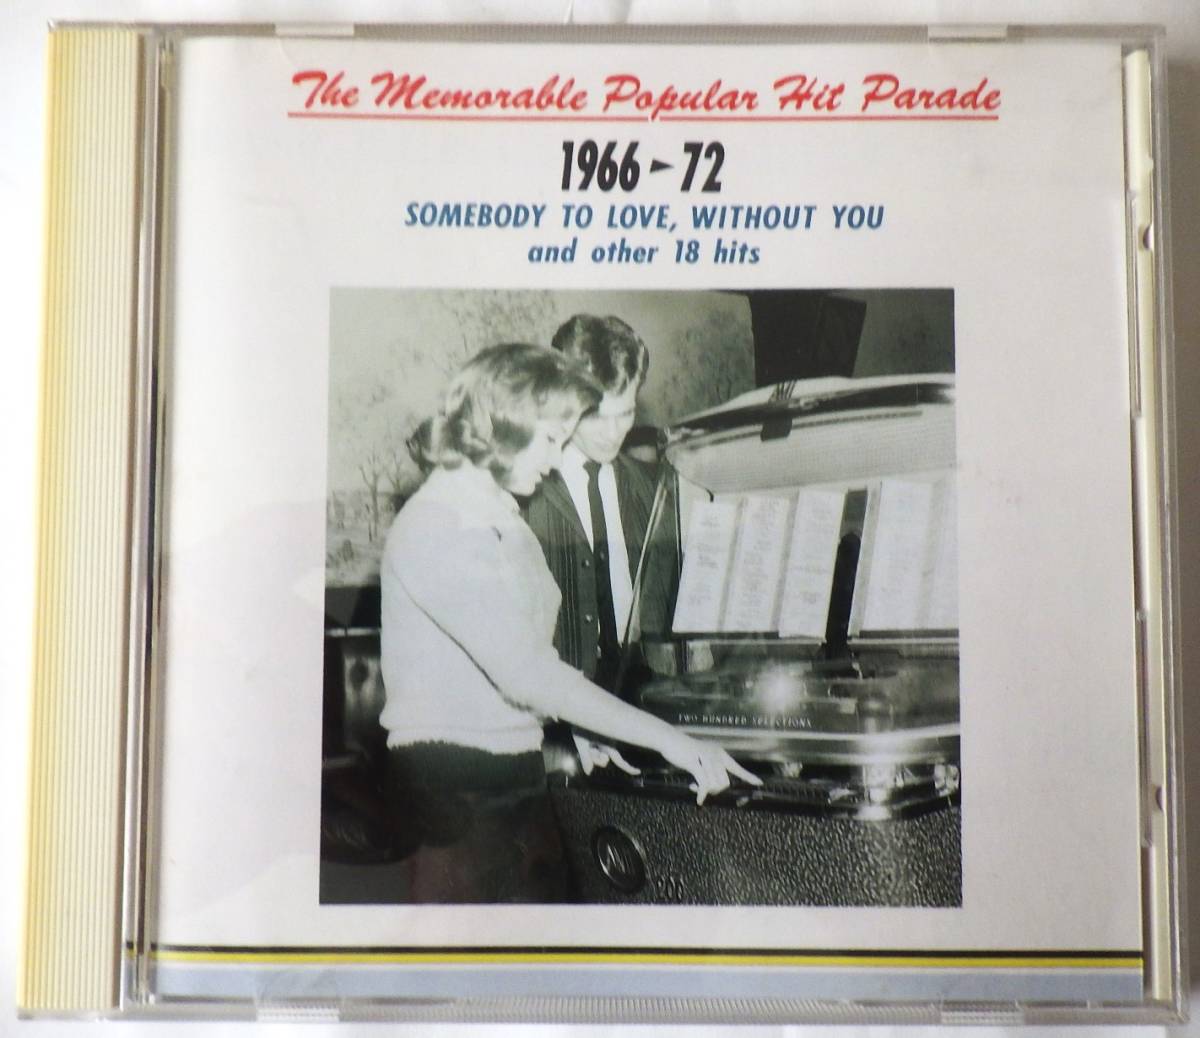 The Memorable Popular Hit Parade
1966►72
SOMEBODY TO LOVE, WITHOUT YOU
and other 18 hits
TWO HUNDRED SELECTIONS
200